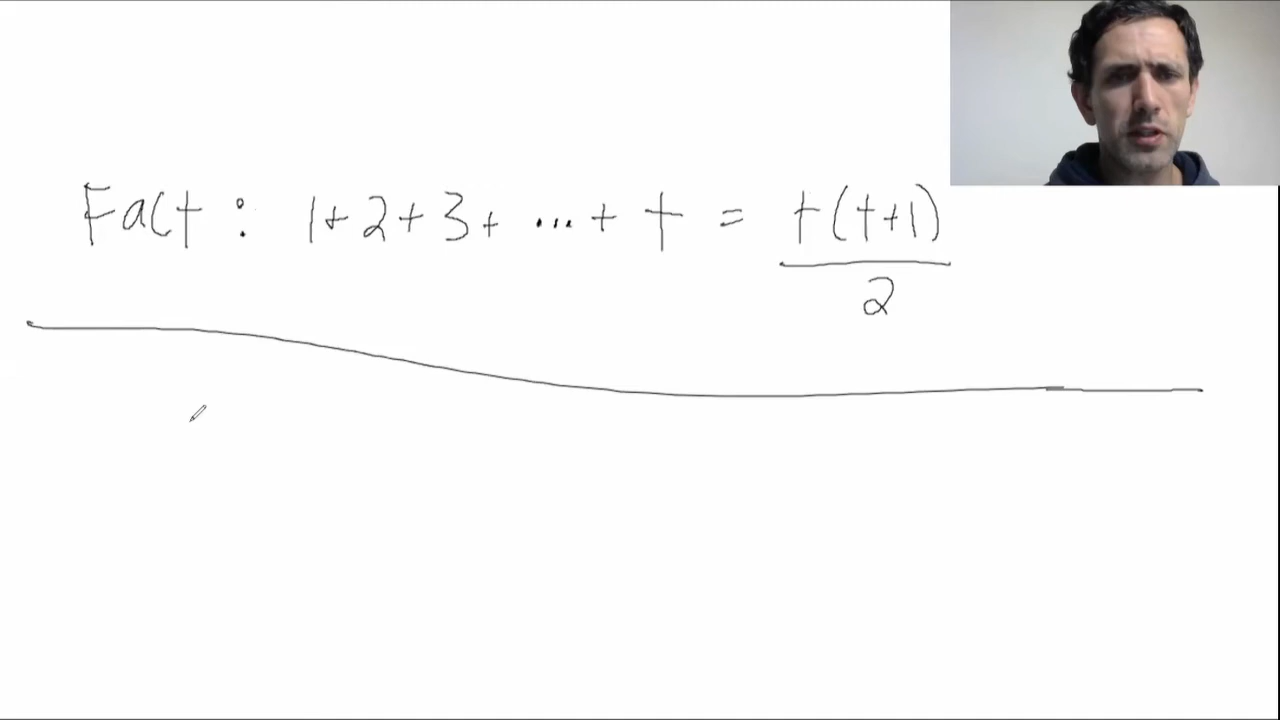 Fact: 1+2+3+ ... + t = t(t+1)
2